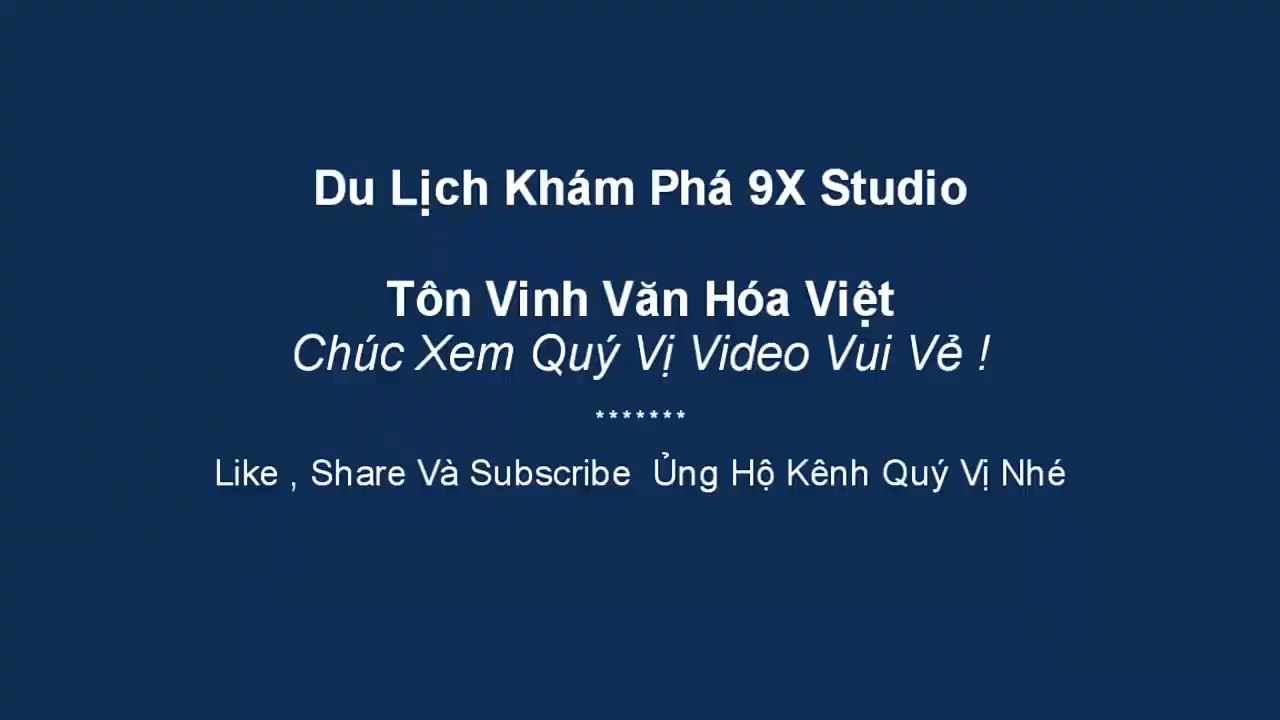 Du Lịch Khám Phá 9X Studio
Tôn Vinh Văn Hóa Việt
Chúc Xem Quý Vị Video Vui Vẻ !
*******
Like , Share Và Subscribe  Ủng Hộ Kênh Quý Vị Nhé